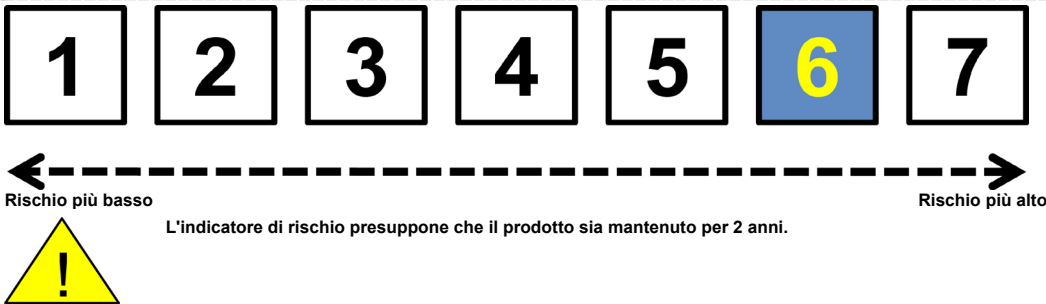 1 2 3 4 5 6 7
Rischio più basso Rischio più alto
L'indicatore di rischio presuppone che il prodotto sia mantenuto per 2 anni.
!